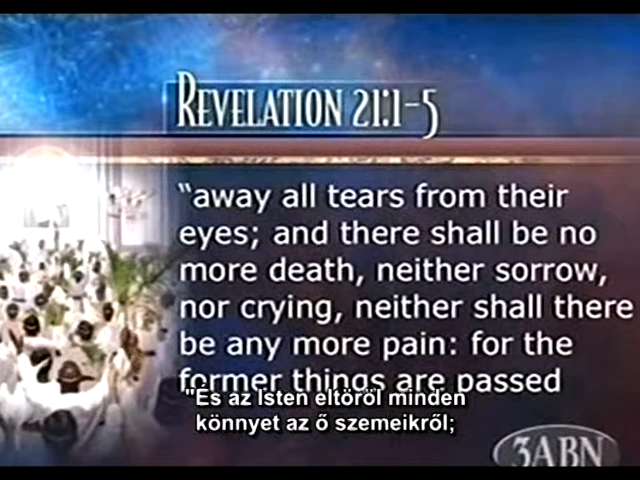 REVELATION 21:1-5
“away all tears from their
eyes; and there shall be no
more death, neither sorrow,
nor crying, neither shall there
be any more pain: for the
former things are passed
"És az Isten eltöröl minden
könnyet az ő szemeikről;
3ABN